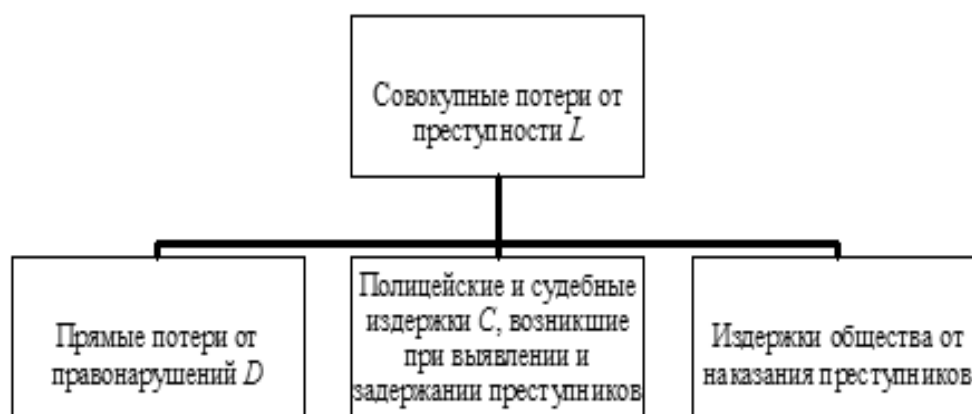 Совокупные потери от
преступности L
Прямые потери от
правонарушений D
Полицейские и судебные
издержки C, возникшие
при выявлении и
задержании преступников
Издержки общества от
наказания преступников